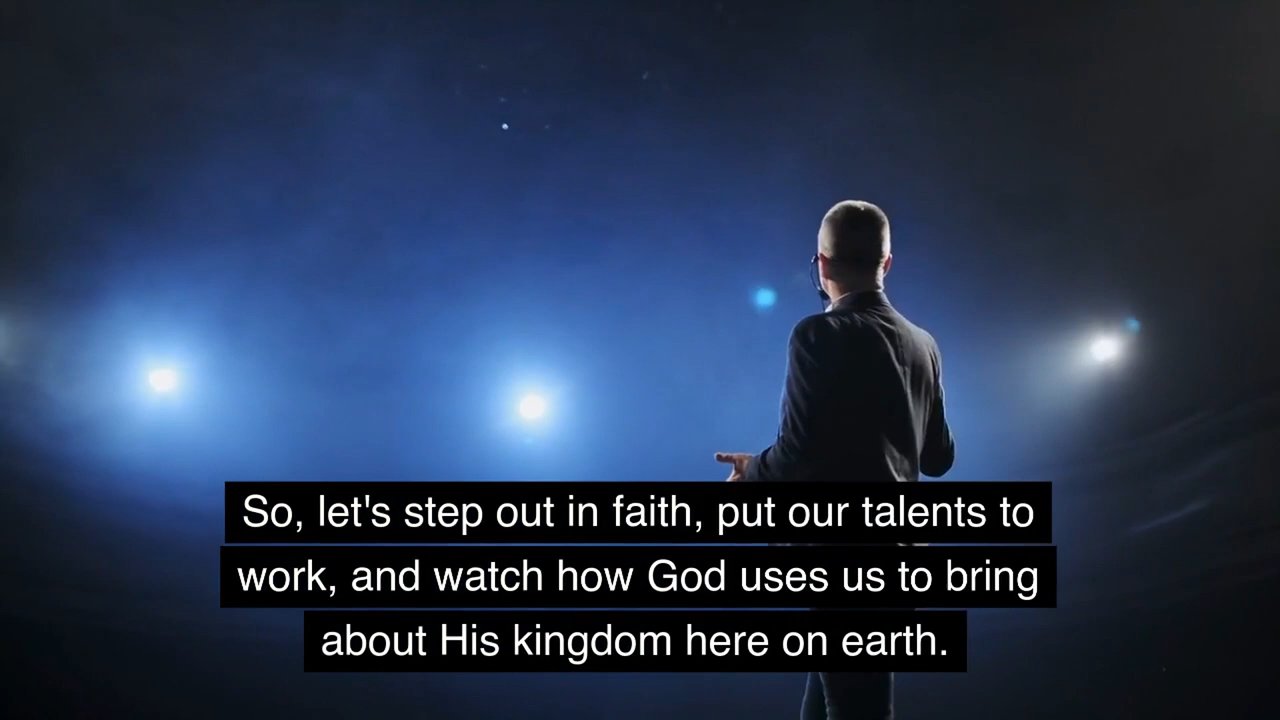 So, let's step out in faith, put our talents to
work, and watch how God uses us to bring
about His kingdom here on earth.